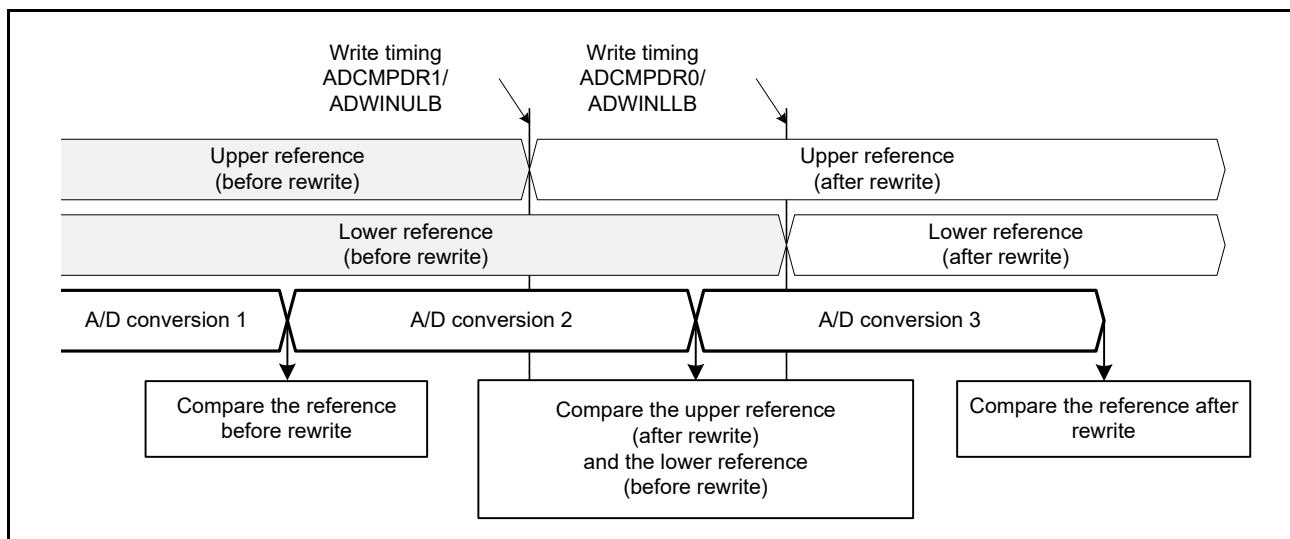 Write timing
ADCMPDR1/
ADWINULB
Write timing
ADCMPDR0/
ADWINLLB
Upper reference
(before rewrite)
Upper reference
(after rewrite)
Lower reference
(before rewrite)
Lower reference
(after rewrite)
A/D conversion 1
A/D conversion 2
A/D conversion 3
Compare the reference
before rewrite
Compare the upper reference
(after rewrite)
and the lower reference
(before rewrite)
Compare the reference after
rewrite